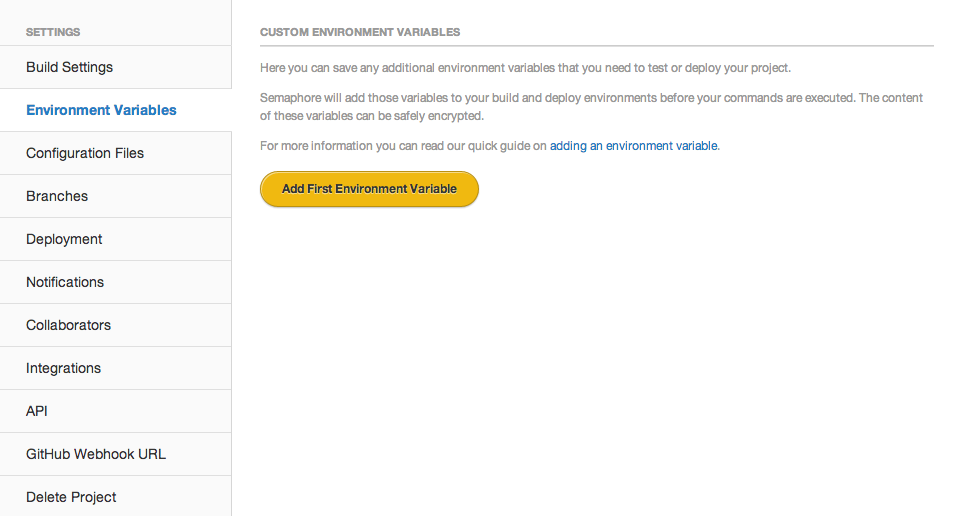 SETTINGS
Build Settings
Environment Variables
Configuration Files
Branches
Deployment
Notifications
Collaborators
Integrations
API
GitHub Webhook URL
Delete Project
CUSTOM ENVIRONMENT VARIABLES
Here you can save any additional environment variables that you need to test or deploy your project.
Semaphore will add those variables to your build and deploy environments before your commands are executed. The content
of these variables can be safely encrypted.
For more information you can read our quick guide on adding an environment variable.
Add First Environment Variable